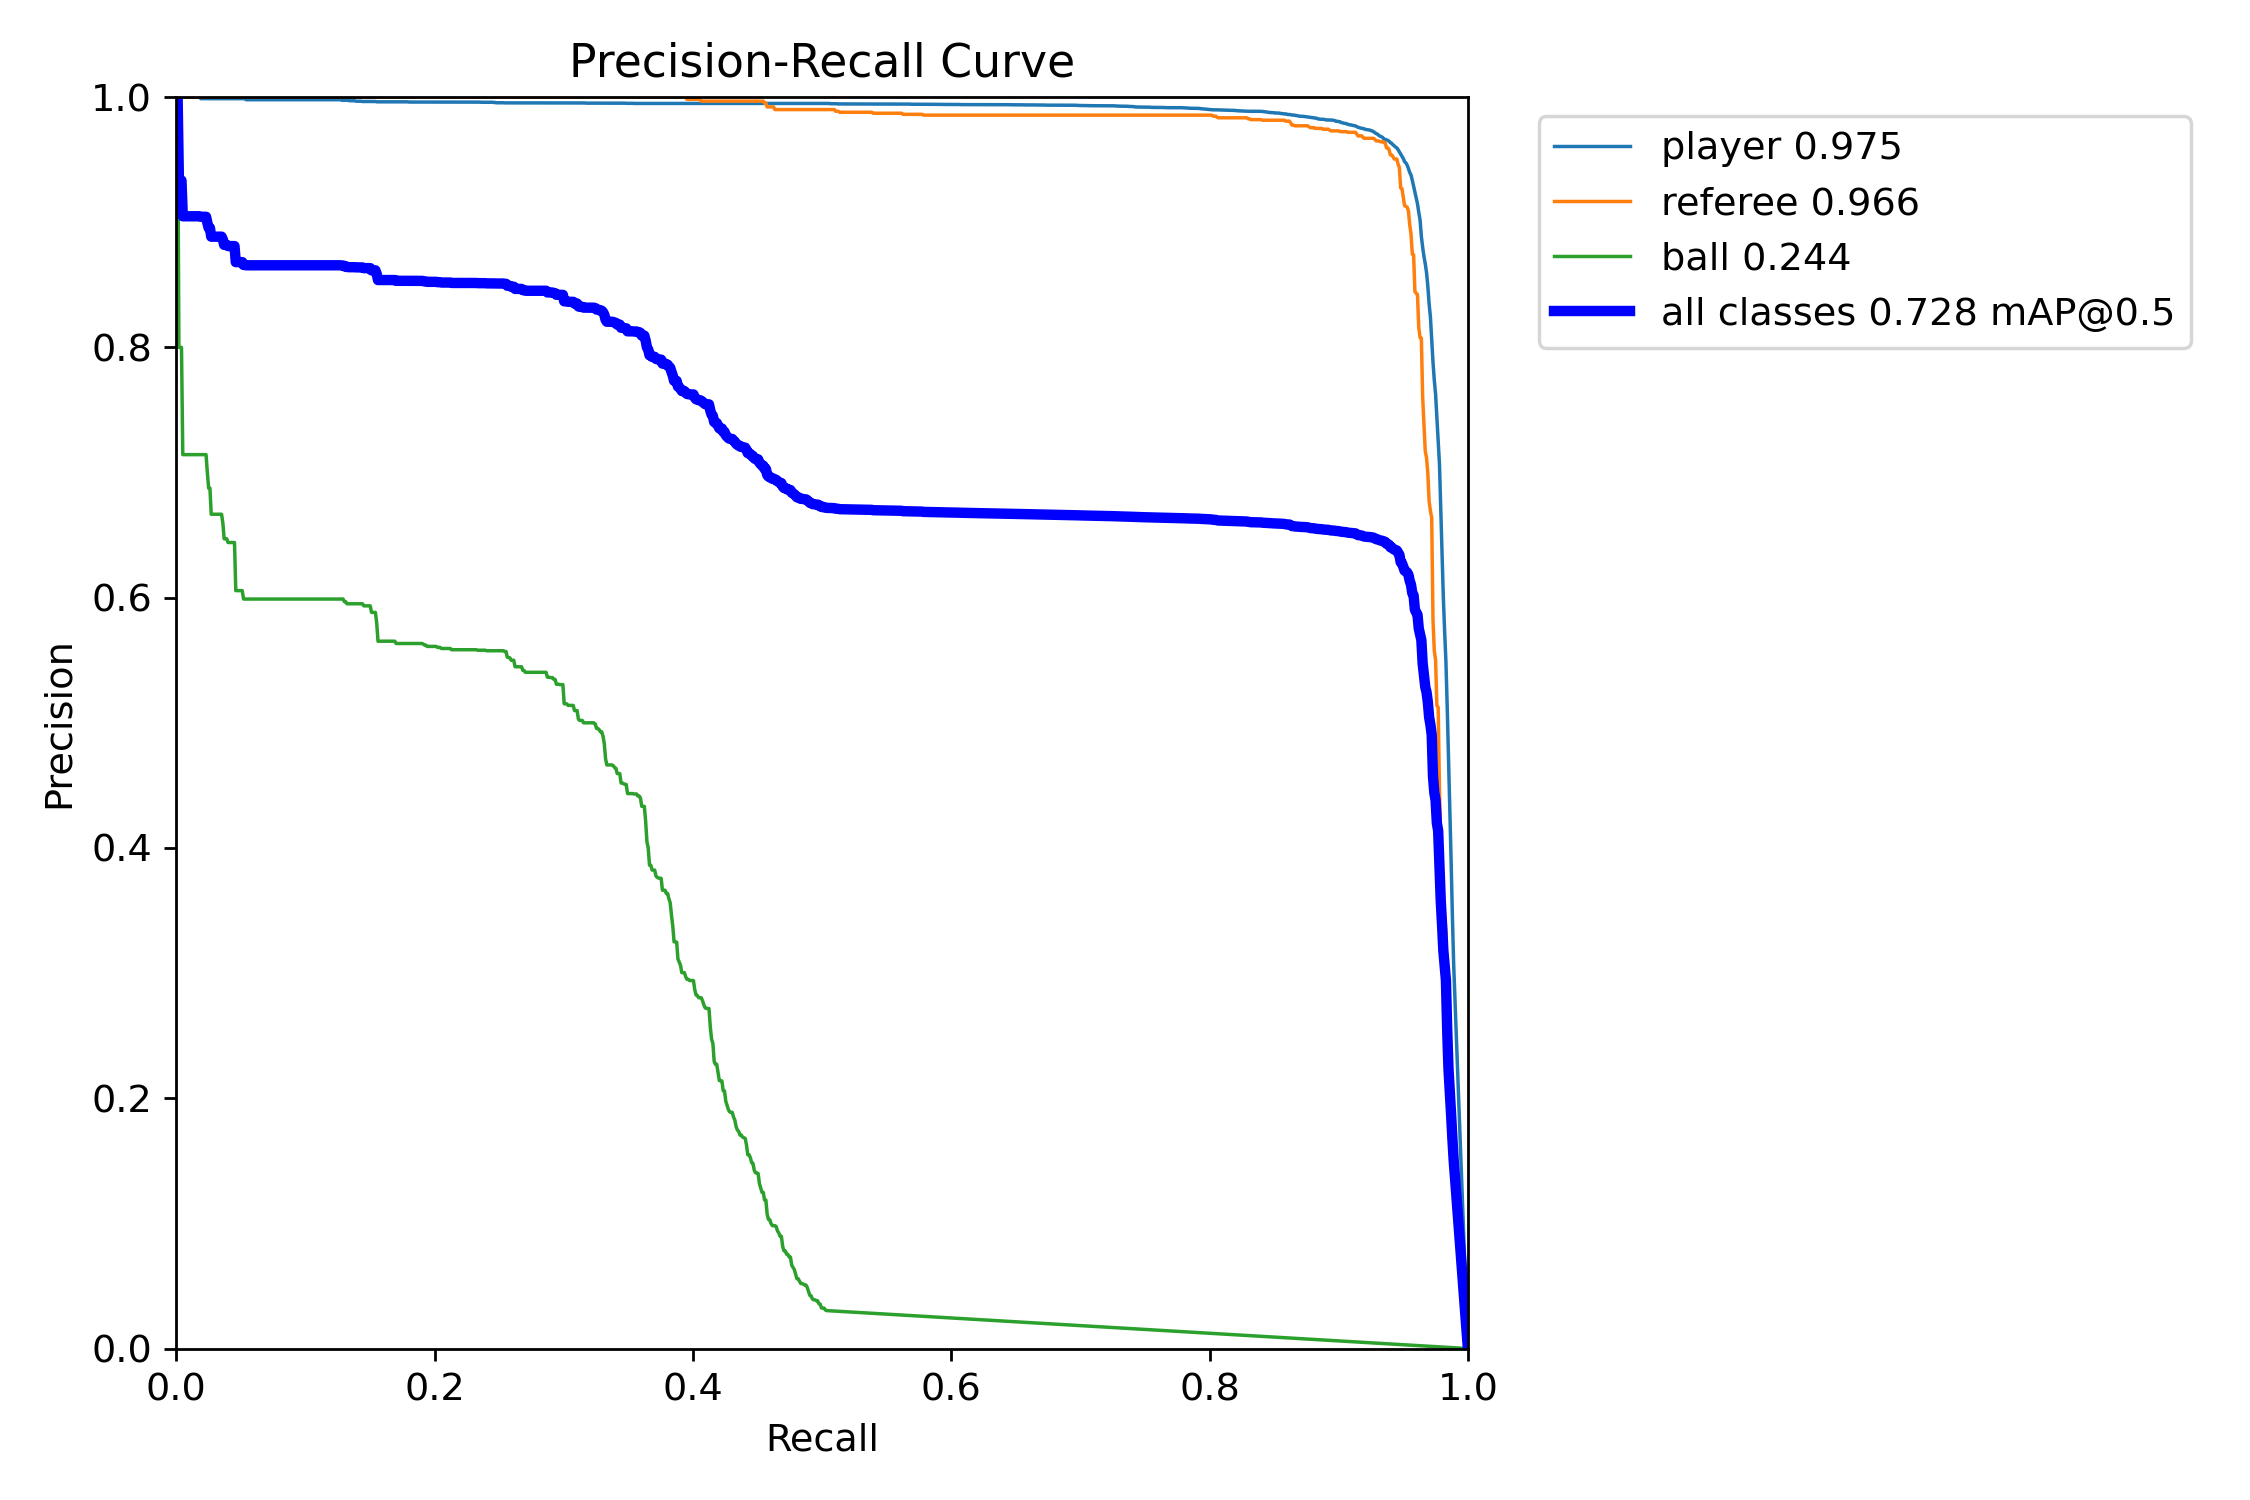 Precision-Recall Curve
player 0.975
referee 0.966
ball 0.244
all classes 0.728 mAP@0.5
Precision
1.0
0.8
0.6
0.4
0.2
0.0
0.0 0.2 0.4 0.6 0.8 1.0
Recall